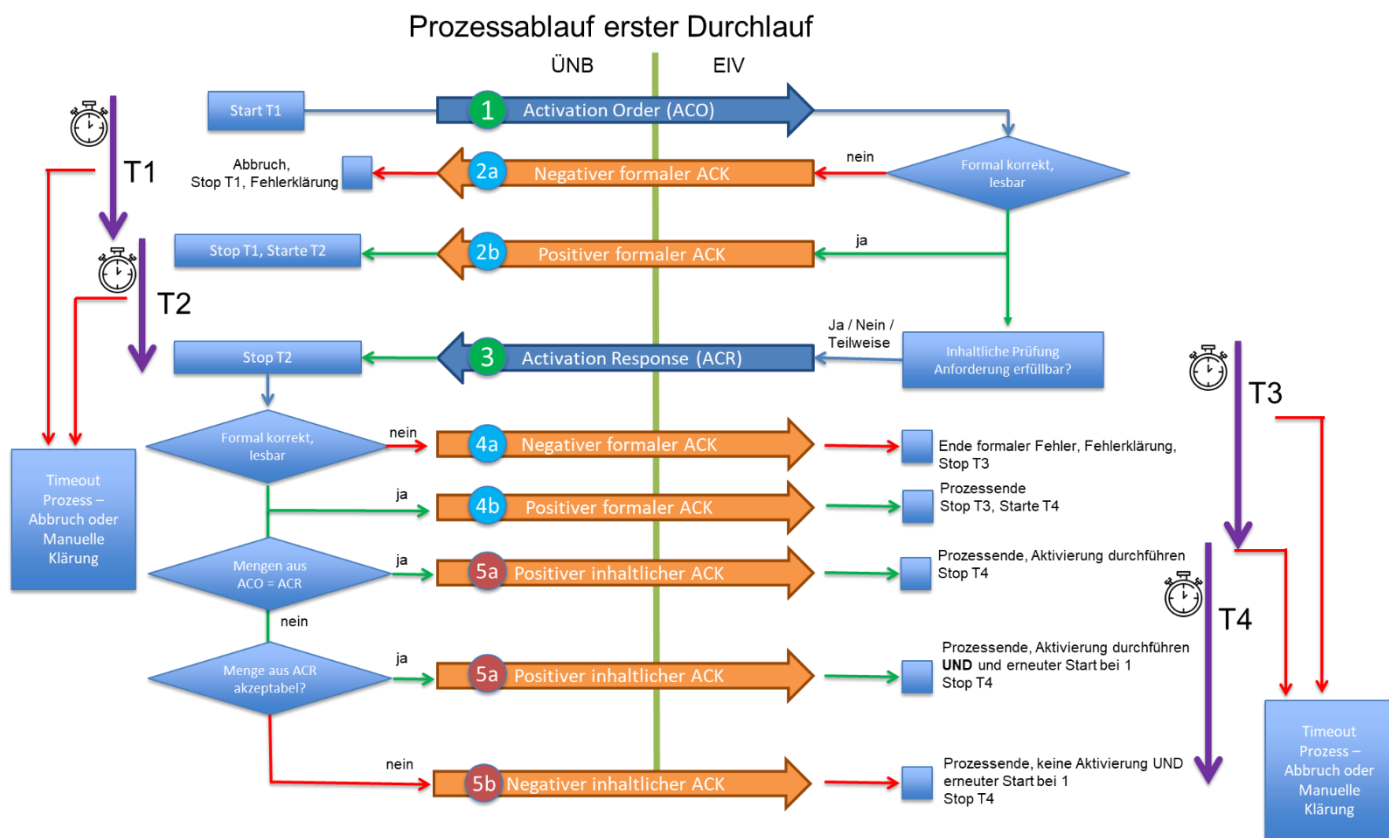 Prozessablauf erster Durchlauf
ÜNB
EIV
Start T1
1
Activation Order (ACO)
T1
Abbruch,
Stop T1, Fehlerklärung
2a
Negativer formaler ACK
nein
Formal korrekt,
lesbar
Stop T1, Starte T2
2b
Positiver formaler ACK
ja
T2
Stop T2
3
Activation Response (ACR)
Ja / Nein /
Teilweise
Inhaltliche Prüfung
Anforderung erfüllbar?
T3
Formal korrekt,
lesbar
nein
4a
Negativer formaler ACK
Ende formaler Fehler, Fehlerklärung,
Stop T3
Timeout
Prozess –
Abbruch oder
Manuelle
Klärung
ja
4b
Positiver formaler ACK
Prozessende
Stop T3, Starte T4
Mengen aus
ACO = ACR
ja
5a
Positiver inhaltlicher ACK
Prozessende, Aktivierung durchführen
Stop T4
nein
T4
Menge aus ACR
akzeptabel?
ja
5a
Positiver inhaltlicher ACK
Prozessende, Aktivierung durchführen
UND und erneuter Start bei 1
Stop T4
nein
5b
Negativer inhaltlicher ACK
Prozessende, keine Aktivierung UND
erneuter Start bei 1
Stop T4
Timeout
Prozess –
Abbruch oder
Manuelle
Klärung